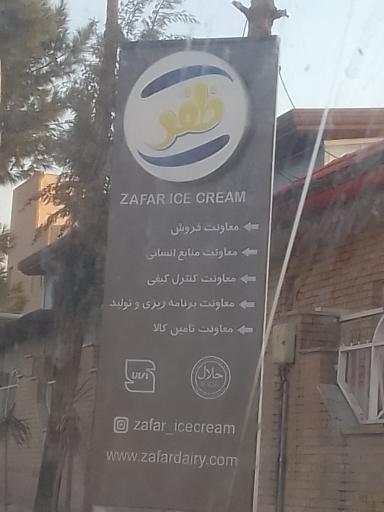 ظفر
ZAFAR ICE CREAM
معاونت فروش
معاونت منابع انسانی
معاونت کنترل کیفی
معاونت برنامه ریزی و تولید
معاونت تامین کالا
حلال
zafar_icecream
www.zafardairy.com